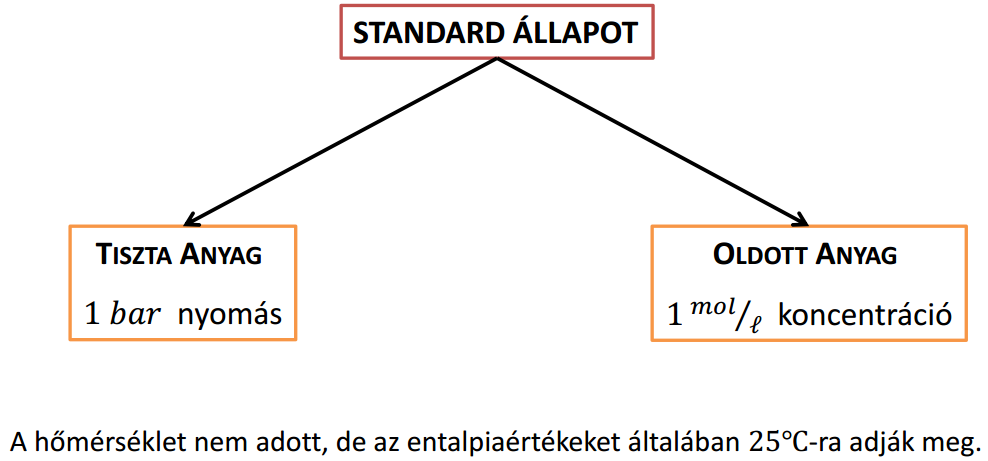 STANDARD ÁLLAPOT
TISZTA ANYAG
1 bar nyomás
OLDOTT ANYAG
1 mol/ℓ koncentráció
A hőmérséklet nem adott, de az entalpiaértékeket általában 25℃-ra adják meg.